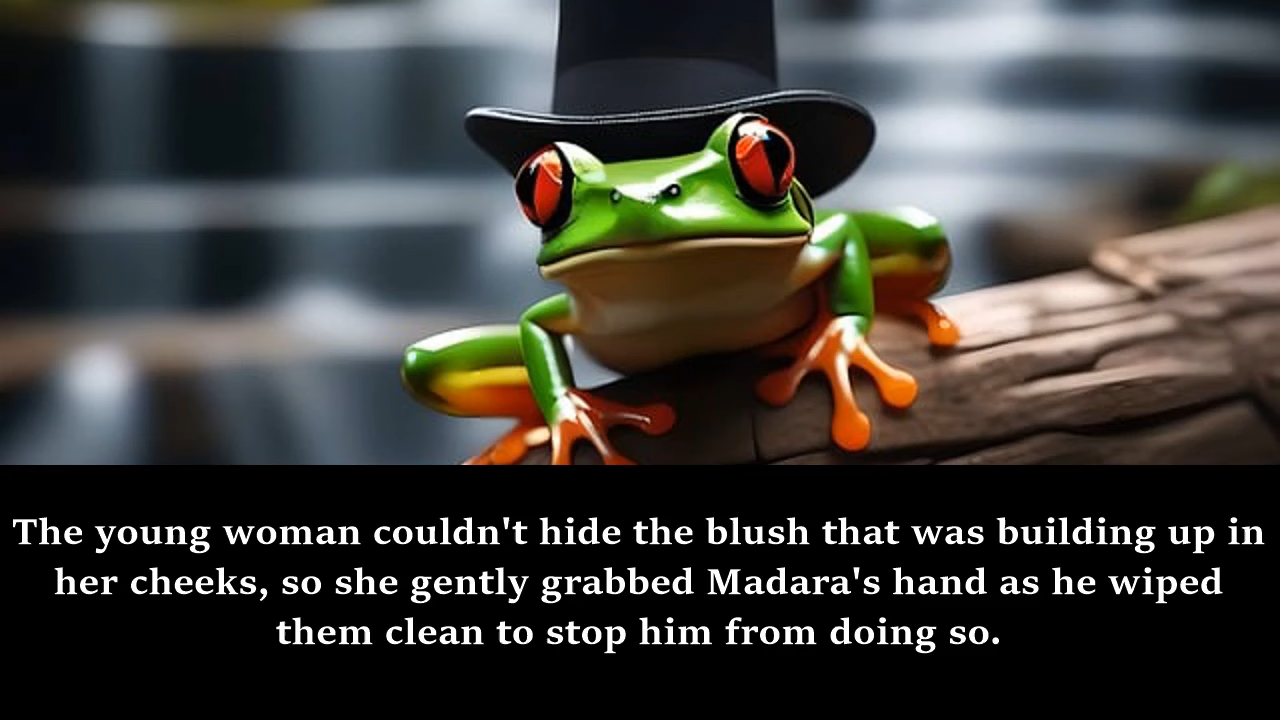 The young woman couldn't hide the blush that was building up in
her cheeks, so she gently grabbed Madara's hand as he wiped
them clean to stop him from doing so.